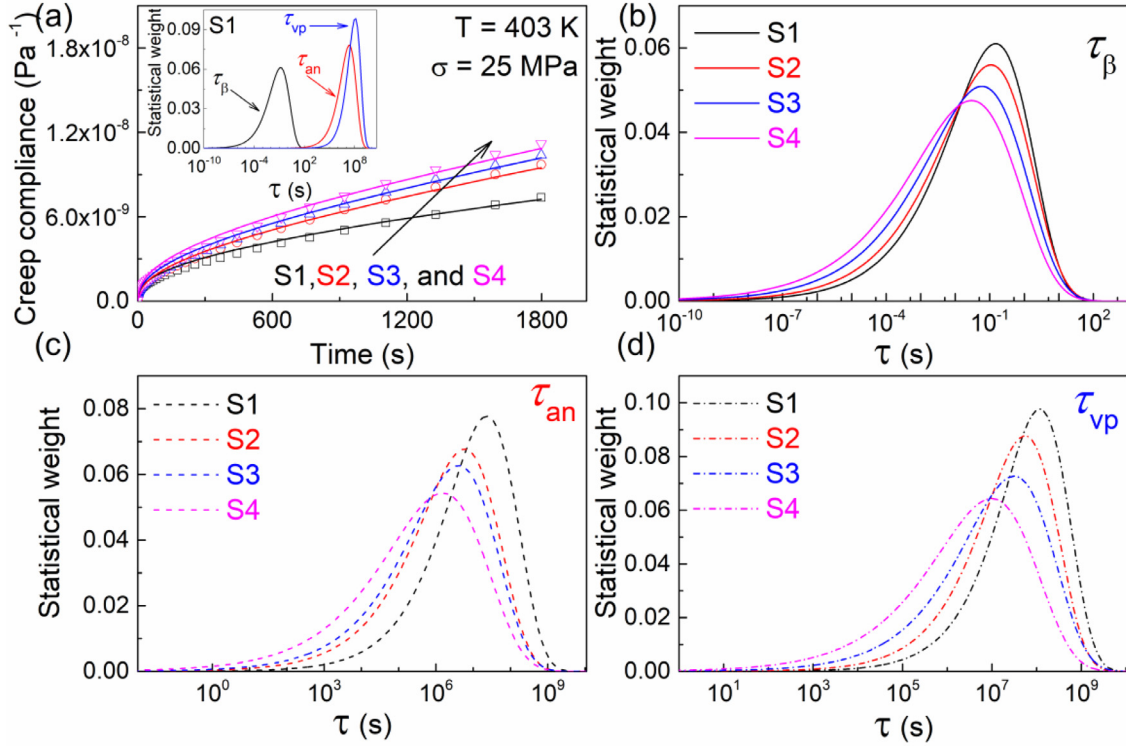 (a)
Creep compliance (Pa⁻¹)
1.8x10⁻⁸
1.2x10⁻⁸
6.0x10⁻⁹
0.0
0 600 1200 1800
Time (s)
T = 403 K
σ = 25 MPa
S1,S2, S3, and S4
S1
Statistical weight
0.09
0.06
0.03
0.00
10⁻¹⁰ 10⁻⁴ 10² 10⁸
τ (s)
τβ
τan
τvp
(b)
Statistical weight
0.06
0.04
0.02
0.00
10⁻¹⁰ 10⁻⁷ 10⁻⁴ 10⁻¹ 10²
τ (s)
S1
S2
S3
S4
τβ
(c)
Statistical weight
0.08
0.06
0.04
0.02
0.00
10⁰ 10³ 10⁶ 10⁹
τ (s)
S1
S2
S3
S4
τan
(d)
Statistical weight
0.10
0.08
0.06
0.04
0.02
0.00
10¹ 10³ 10⁵ 10⁷ 10⁹
τ (s)
S1
S2
S3
S4
τvp